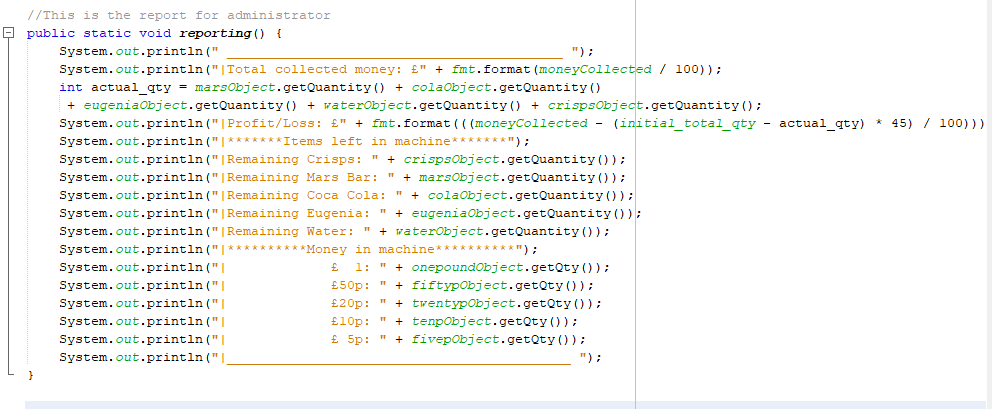 //This is the report for administrator
public static void reporting() {
System.out.println(" ___________________________________________ ");
System.out.println("|Total collected money: £" + fmt.format(moneyCollected / 100));
int actual_qty = marsObject.getQuantity() + colaObject.getQuantity()
+ eugeniaObject.getQuantity() + waterObject.getQuantity() + crispsObject.getQuantity();
System.out.println("|Profit/Loss: £" + fmt.format(((moneyCollected - (initial_total_qty - actual_qty) * 45) / 100)))
System.out.println("|*******Items left in machine*******");
System.out.println("|Remaining Crisps: " + crispsObject.getQuantity());
System.out.println("|Remaining Mars Bar: " + marsObject.getQuantity());
System.out.println("|Remaining Coca Cola: " + colaObject.getQuantity());
System.out.println("|Remaining Eugenia: " + eugeniaObject.getQuantity());
System.out.println("|Remaining Water: " + waterObject.getQuantity());
System.out.println("|**********Money in machine**********");
System.out.println("|             £  1: " + onepoundObject.getQty());
System.out.println("|             £50p: " + fiftypObject.getQty());
System.out.println("|             £20p: " + twentypObject.getQty());
System.out.println("|             £10p: " + tenpObject.getQty());
System.out.println("|             £ 5p: " + fivepObject.getQty());
System.out.println("|____________________________________________ ");
}